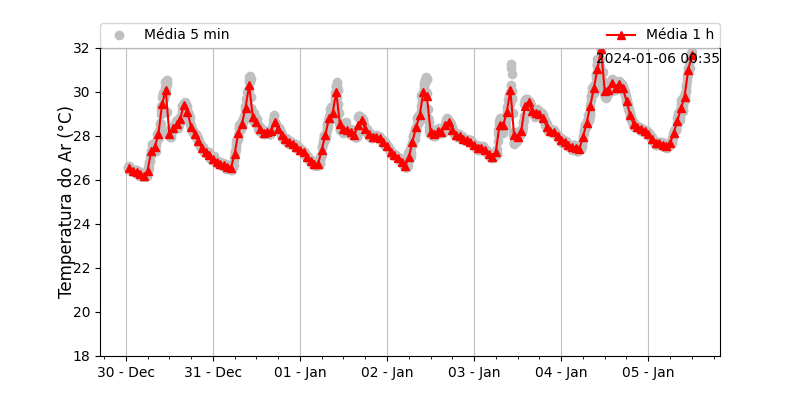 Média 5 min
Média 1 h
2024-01-06 00:35
Temperatura do Ar (°C)
32
30
28
26
24
22
20
18
30 - Dec
31 - Dec
01 - Jan
02 - Jan
03 - Jan
04 - Jan
05 - Jan